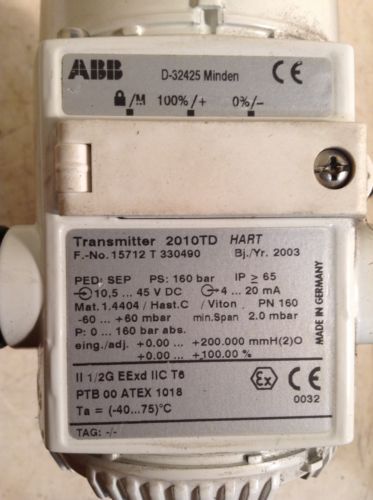 ABB D-32425 Minden CE
/M 100%/+ 0%/–
Transmitter 2010TD HART
F.-No. 15712 T 330490 Bj./Yr. 2003
PED: SEP PS: 160 bar IP ≥ 65
10,5 ... 45 V DC 4 ... 20 mA
Mat. 1.4404 / Hast.C / Viton , PN 160
-60 ... +60 mbar min.Span 2.0 mbar
P: 0 ... 160 bar abs.
eing./adj. +0.00 ... +200.000 mmH(2)O
+0.00 ... +100.00 %
MADE IN GERMANY
II 1/2G EExd IIC T6
PTB 00 ATEX 1018
Ta = (-40...75)°C
Ex CE
0032
TAG: -/-